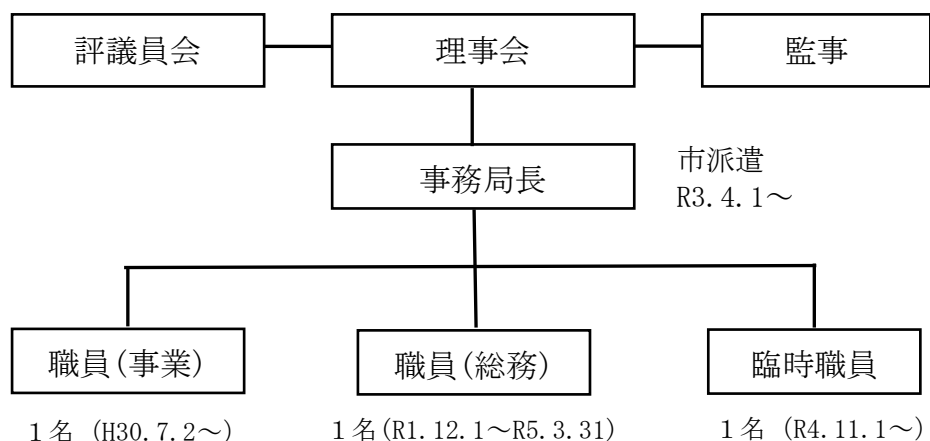 評議員会
理事会
監事
事務局長
市派遣
R3.4.1～
職員(事業)
職員(総務)
臨時職員
１名 (H30.7.2～)
１名(R1.12.1～R5.3.31)
１名 (R4.11.1～)